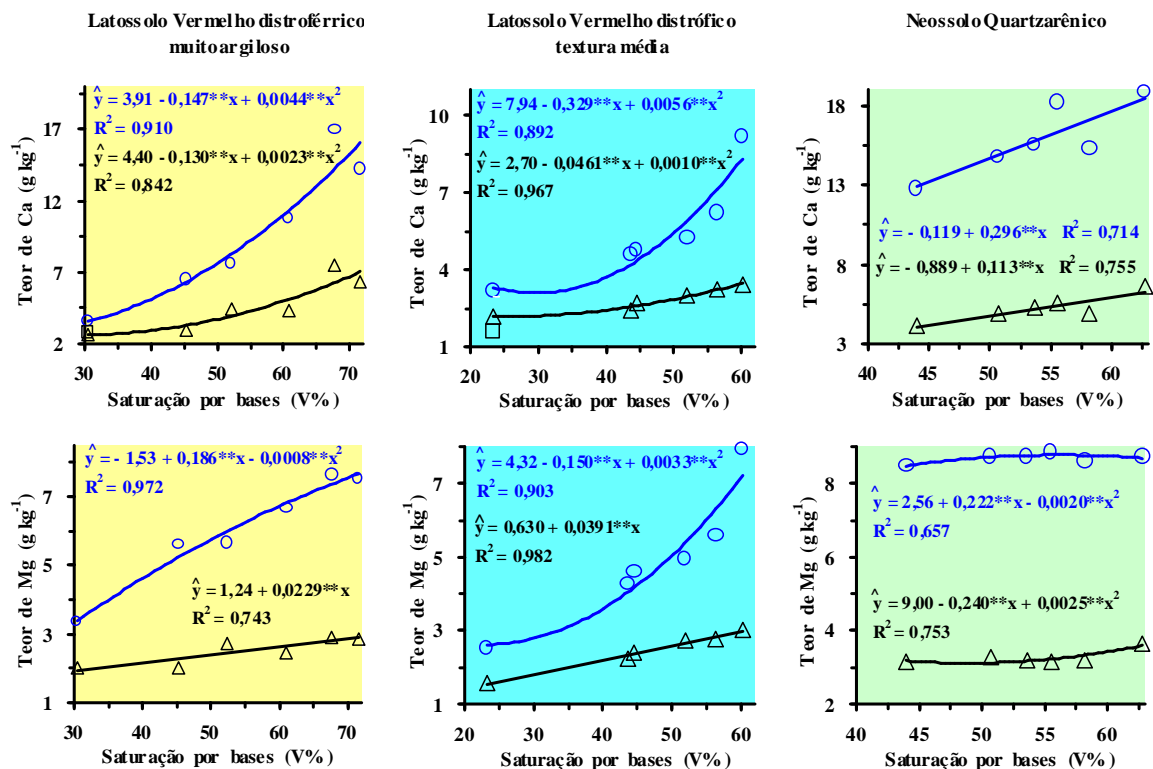 Latossolo Vermelho distroférrico
muito argiloso
Latossolo Vermelho distrófico
textura média
Neossolo Quartzarênico
Teor de Ca (g kg⁻¹)
ŷ = 3,91 - 0,147**x + 0,0044**x²
R² = 0,910
ŷ = 4,40 - 0,130**x + 0,0023**x²
R² = 0,842
17
12
7
2
30 40 50 60 70
Saturação por bases (V%)
Teor de Ca (g kg⁻¹)
ŷ = 7,94 - 0,329**x + 0,0056**x²
R² = 0,892
ŷ = 2,70 - 0,0461**x + 0,0010**x²
R² = 0,967
10
7
4
1
20 30 40 50 60
Saturação por bases (V%)
Teor de Ca (g kg⁻¹)
18
13
8
3
ŷ = - 0,119 + 0,296**x R² = 0,714
ŷ = - 0,889 + 0,113**x R² = 0,755
40 45 50 55 60
Saturação por bases (V%)
Teor de Mg (g kg⁻¹)
ŷ = - 1,53 + 0,186**x - 0,0008**x²
R² = 0,972
ŷ = 1,24 + 0,0229**x
R² = 0,743
7
5
3
1
30 40 50 60 70
Saturação por bases (V%)
Teor de Mg (g kg⁻¹)
ŷ = 4,32 - 0,150**x + 0,0033**x²
R² = 0,903
ŷ = 0,630 + 0,0391**x
R² = 0,982
7
5
3
1
20 30 40 50 60
Saturação por bases (V%)
Teor de Mg (g kg⁻¹)
8
6
4
2
ŷ = 2,56 + 0,222**x - 0,0020**x²
R² = 0,657
ŷ = 9,00 - 0,240**x + 0,0025**x²
R² = 0,753
40 45 50 55 60
Saturação por bases (V%)